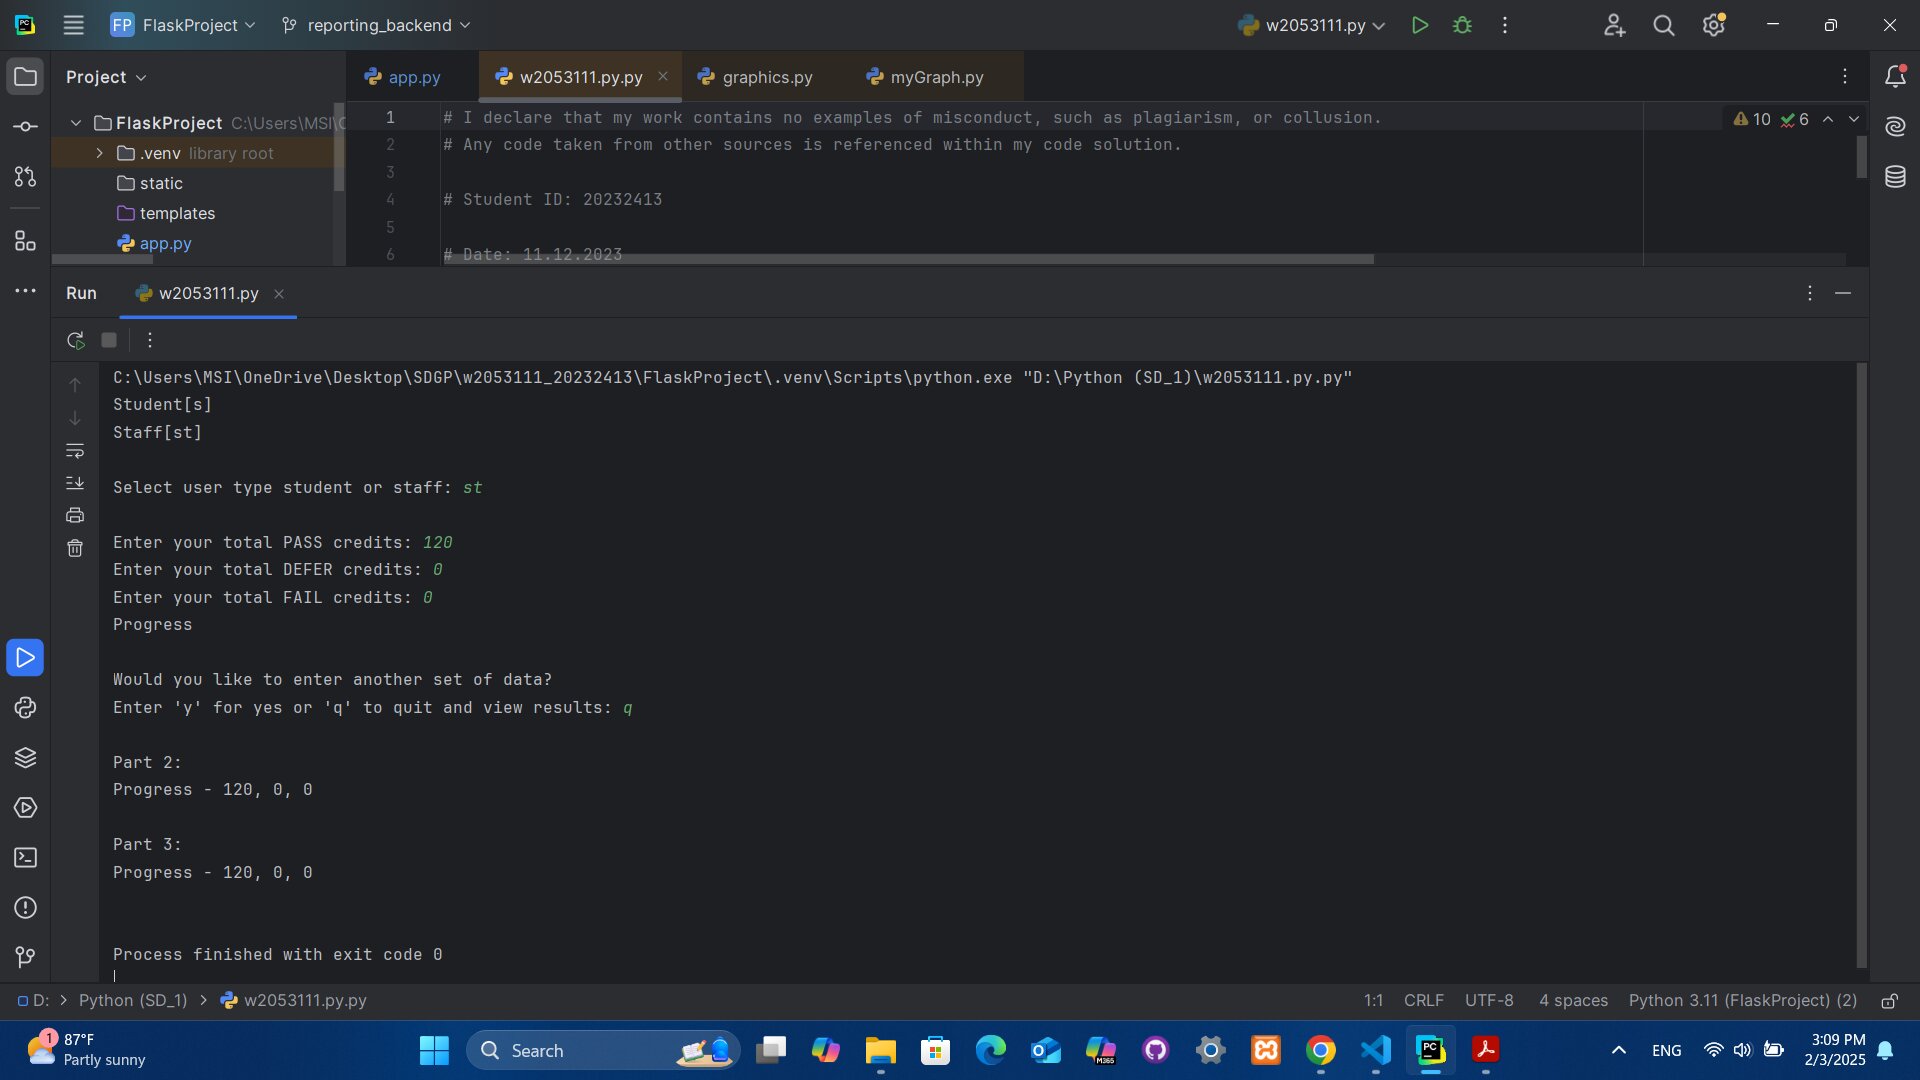 FP FlaskProject reporting_backend w2053111.py
Project app.py w2053111.py.py graphics.py myGraph.py
FlaskProject C:\Users\MSI\
.venv library root
static
templates
app.py
1 # I declare that my work contains no examples of misconduct, such as plagiarism, or collusion.
2 # Any code taken from other sources is referenced within my code solution.
3
4 # Student ID: 20232413
5
6 # Date: 11.12.2023
10 6
Run w2053111.py
C:\Users\MSI\OneDrive\Desktop\SDGP\w2053111_20232413\FlaskProject\.venv\Scripts\python.exe "D:\Python (SD_1)\w2053111.py.py"
Student[s]
Staff[st]
Select user type student or staff: st
Enter your total PASS credits: 120
Enter your total DEFER credits: 0
Enter your total FAIL credits: 0
Progress
Would you like to enter another set of data?
Enter 'y' for yes or 'q' to quit and view results: q
Part 2:
Progress - 120, 0, 0
Part 3:
Progress - 120, 0, 0
Process finished with exit code 0
D: > Python (SD_1) > w2053111.py.py 1:1 CRLF UTF-8 4 spaces Python 3.11 (FlaskProject) (2)
1 87°F
Partly sunny
Search
ENG
3:09 PM
2/3/2025